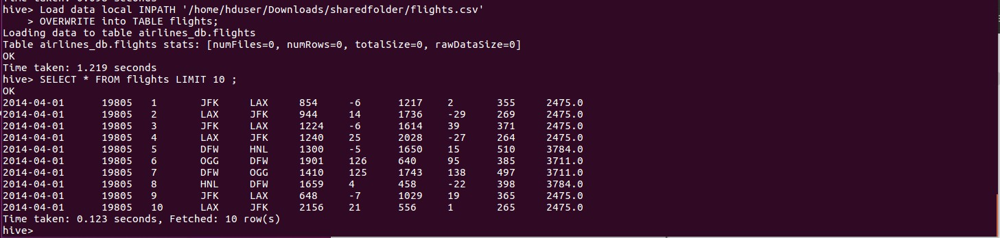 hive> Load data local INPATH '/home/hduser/Downloads/sharedfolder/flights.csv'
    > OVERWRITE into TABLE flights;
Loading data to table airlines_db.flights
Table airlines_db.flights stats: [numFiles=0, numRows=0, totalSize=0, rawDataSize=0]
OK
Time taken: 1.219 seconds
hive> SELECT * FROM flights LIMIT 10 ;
OK
2014-04-01	19805	1	JFK	LAX	854	-6	1217	2	355	2475.0
2014-04-01	19805	2	LAX	JFK	944	14	1736	-29	269	2475.0
2014-04-01	19805	3	JFK	LAX	1224	-6	1614	39	371	2475.0
2014-04-01	19805	4	LAX	JFK	1240	25	2028	-27	264	2475.0
2014-04-01	19805	5	DFW	HNL	1300	-5	1650	15	510	3784.0
2014-04-01	19805	6	OGG	DFW	1901	126	640	95	385	3711.0
2014-04-01	19805	7	DFW	OGG	1410	125	1743	138	497	3711.0
2014-04-01	19805	8	HNL	DFW	1659	4	458	-22	398	3784.0
2014-04-01	19805	9	JFK	LAX	648	-7	1029	19	365	2475.0
2014-04-01	19805	10	LAX	JFK	2156	21	556	1	265	2475.0
Time taken: 0.123 seconds, Fetched: 10 row(s)
hive>